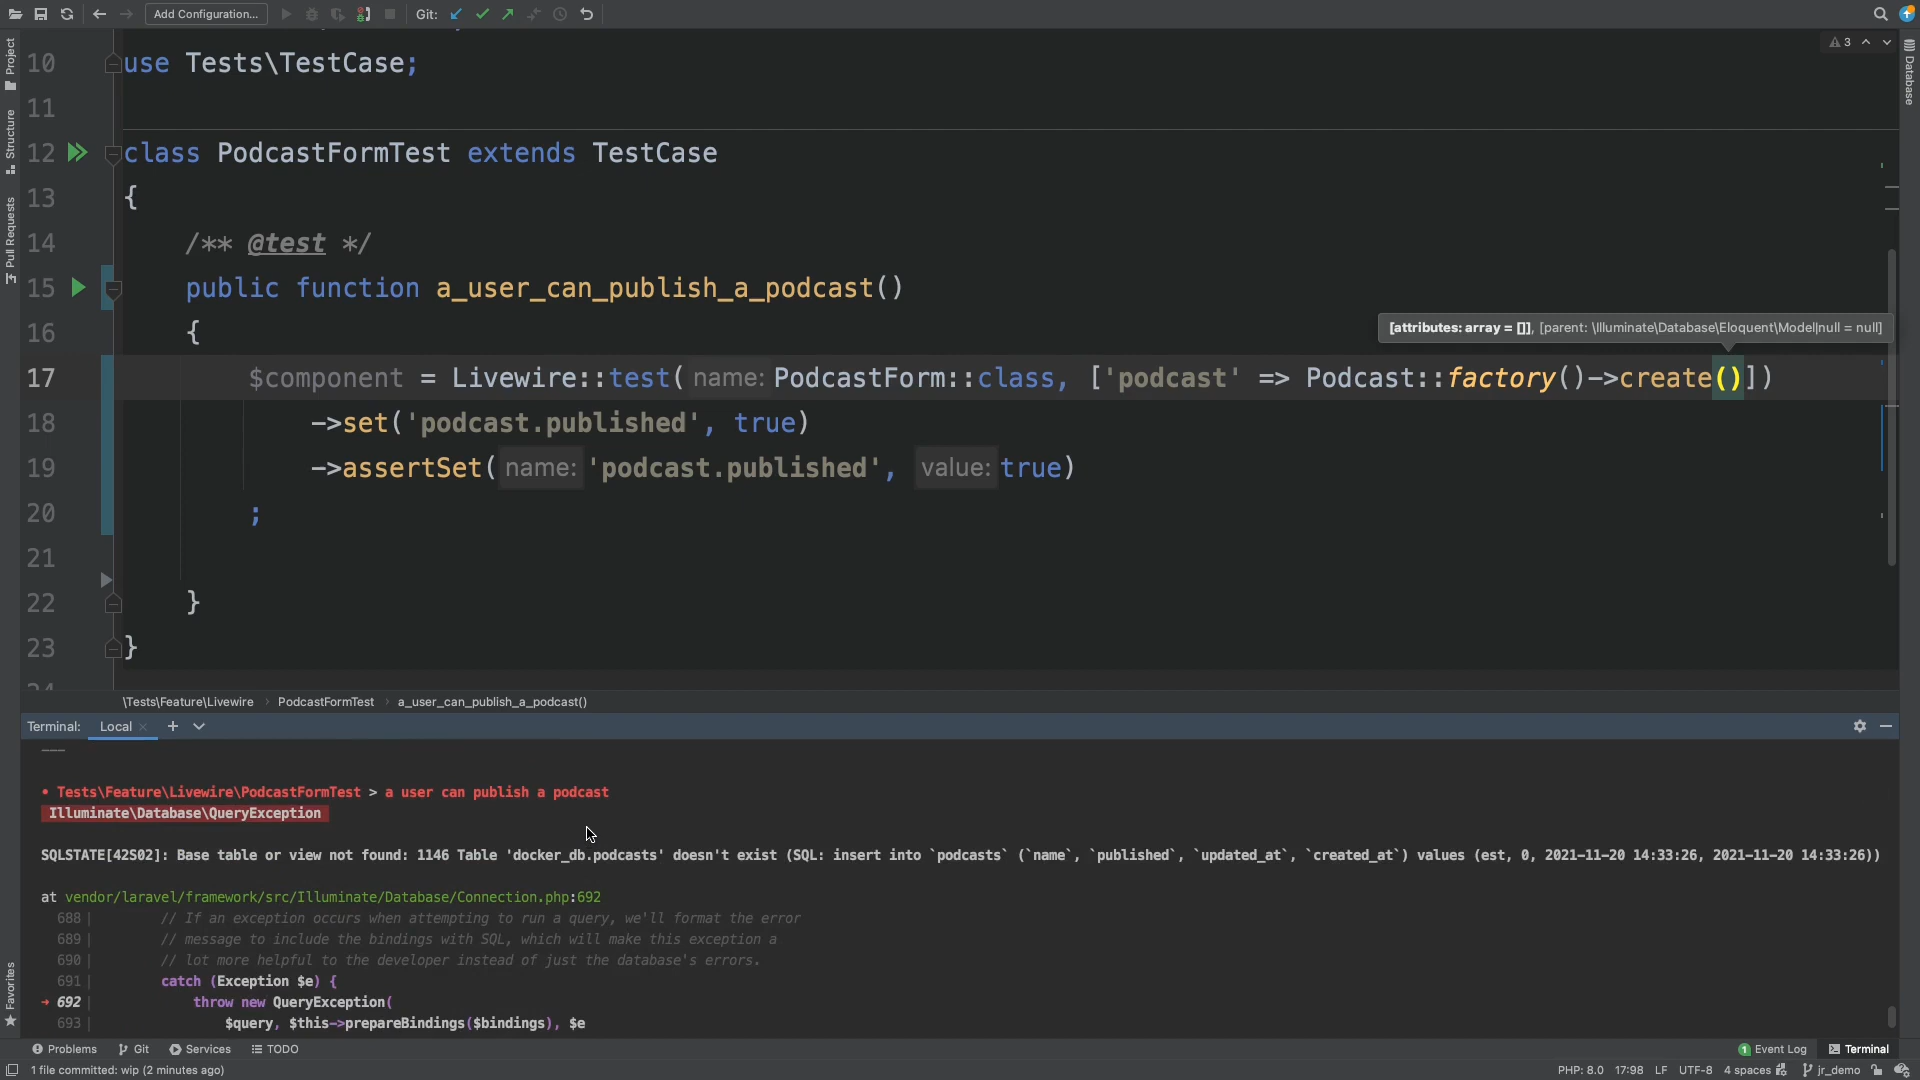 Add Configuration...
Git:
Project
Structure
Pull Requests
Favorites
Database
3
10 use Tests\TestCase;
11
12 class PodcastFormTest extends TestCase
13 {
14 /** @test */
15 public function a_user_can_publish_a_podcast()
16 {
[attributes: array = []], [parent: \Illuminate\Database\Eloquent\Model|null = null]
17 $component = Livewire::test( name: PodcastForm::class, ['podcast' => Podcast::factory()->create()])
18 ->set('podcast.published', true)
19 ->assertSet( name: 'podcast.published', value: true)
20 ;
21
22 }
23 }
24
\Tests\Feature\Livewire › PodcastFormTest › a_user_can_publish_a_podcast()
Terminal: Local × +
• Tests\Feature\Livewire\PodcastFormTest > a user can publish a podcast
Illuminate\Database\QueryException
SQLSTATE[42S02]: Base table or view not found: 1146 Table 'docker_db.podcasts' doesn't exist (SQL: insert into `podcasts` (`name`, `published`, `updated_at`, `created_at`) values (est, 0, 2021-11-20 14:33:26, 2021-11-20 14:33:26))
at vendor/laravel/framework/src/Illuminate/Database/Connection.php:692
688| // If an exception occurs when attempting to run a query, we'll format the error
689| // message to include the bindings with SQL, which will make this exception a
690| // lot more helpful to the developer instead of just the database's errors.
691| catch (Exception $e) {
➜ 692| throw new QueryException(
693| $query, $this->prepareBindings($bindings), $e
Problems Git Services TODO
1 Event Log Terminal
1 file committed: wip (2 minutes ago)
PHP: 8.0 17:98 LF UTF-8 4 spaces jr_demo